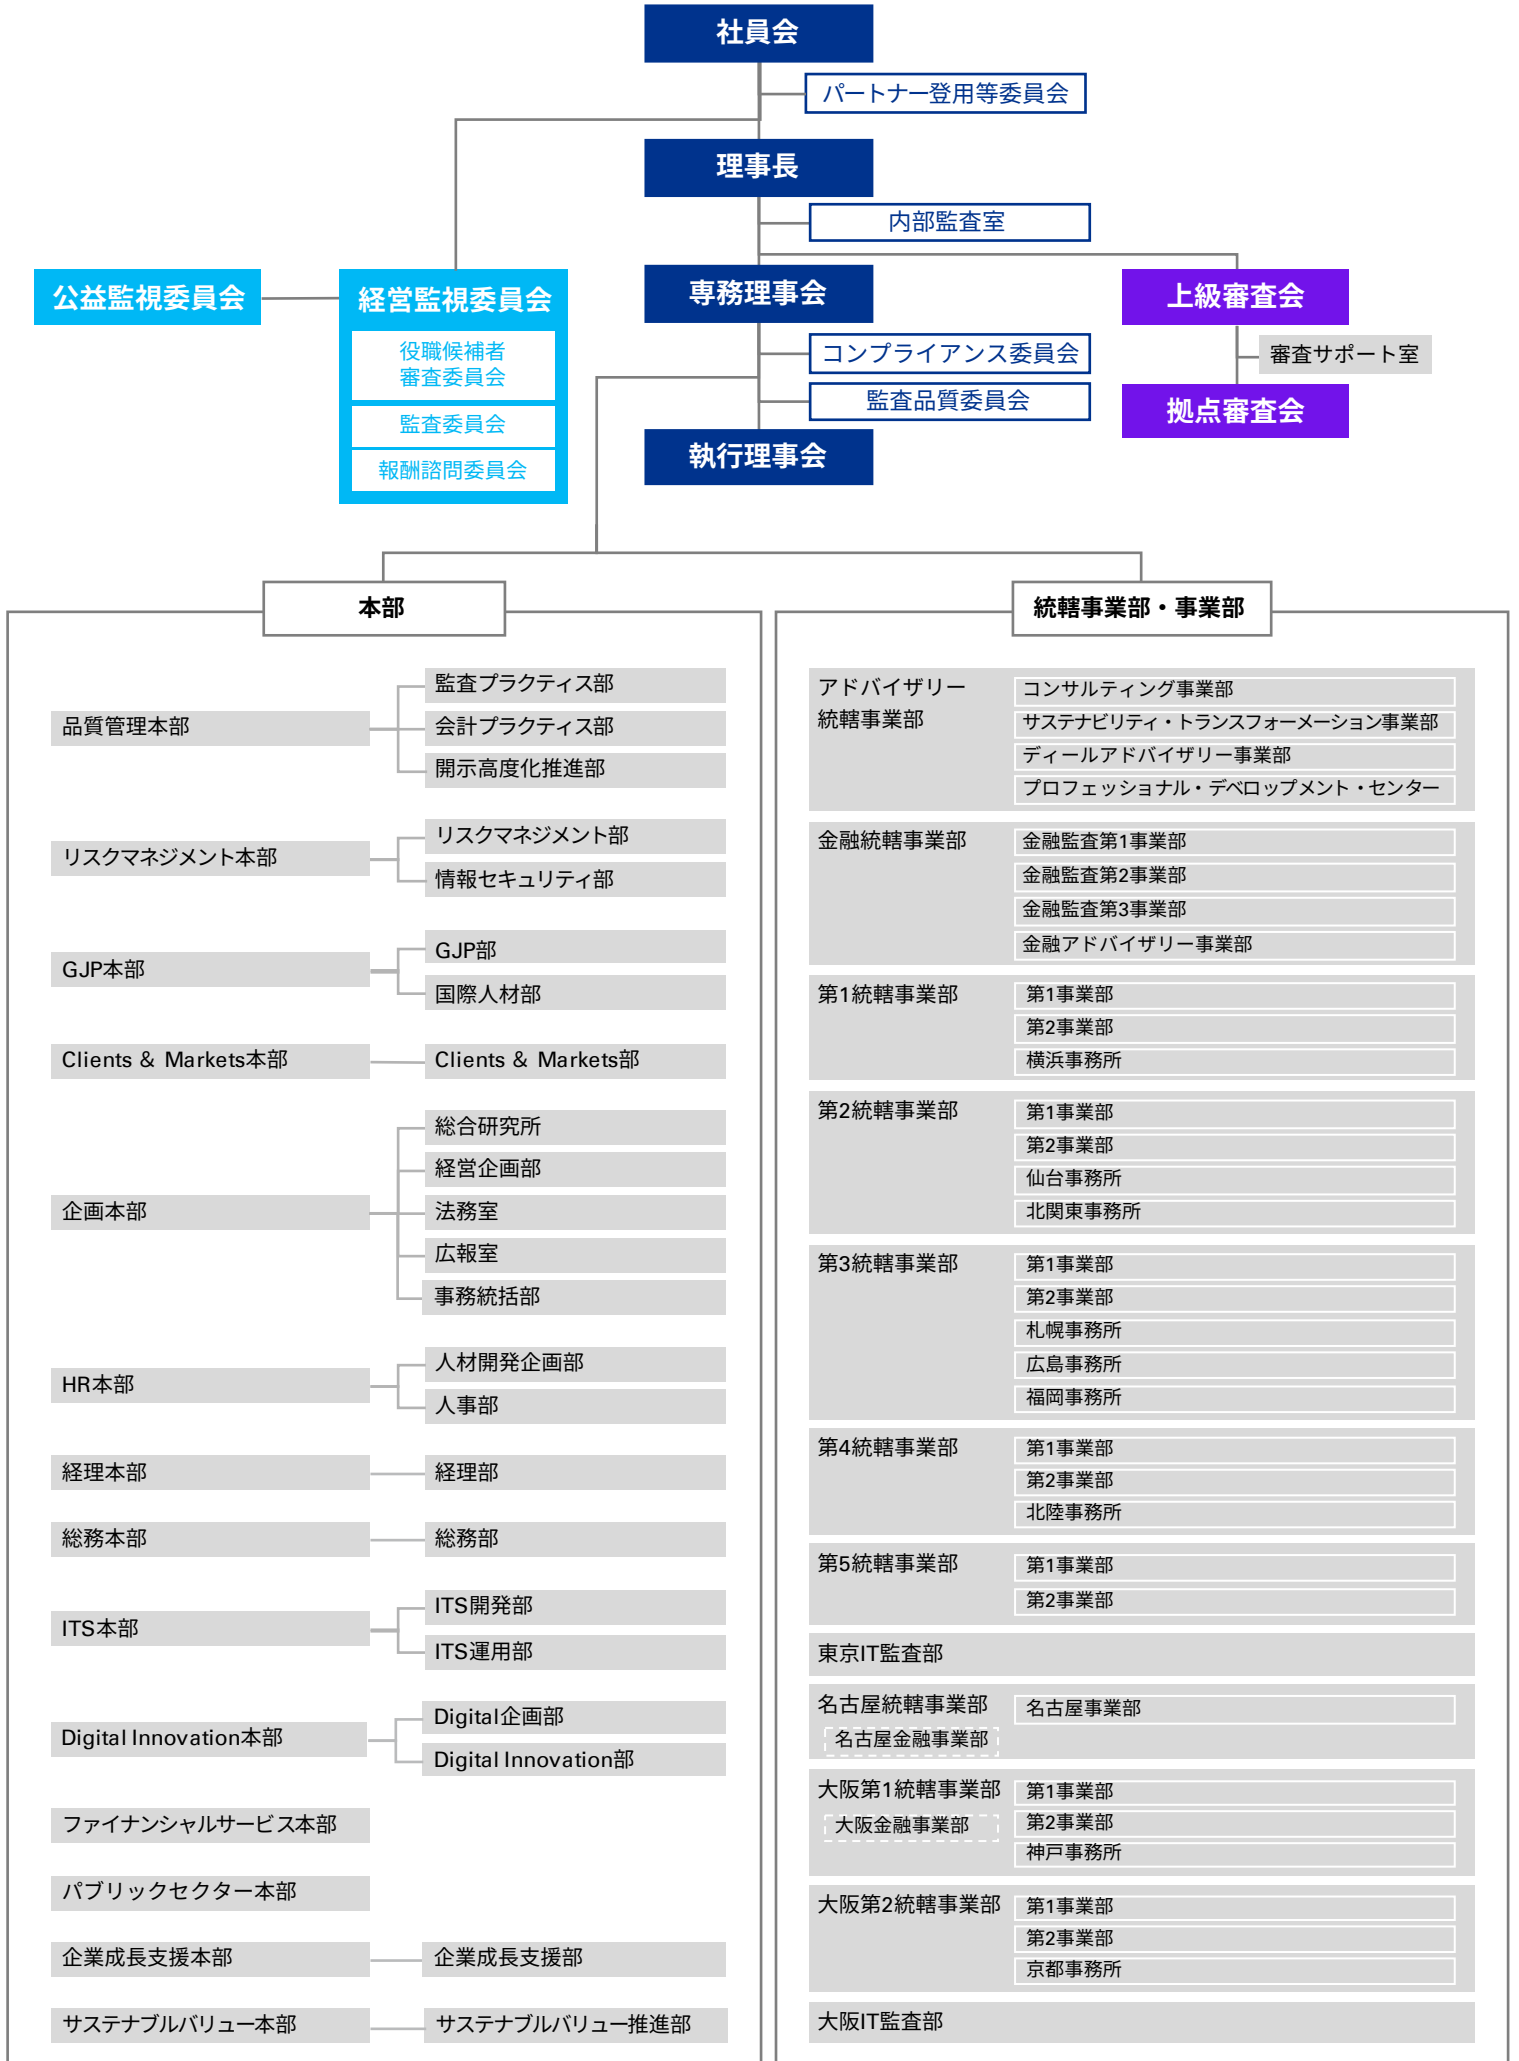 社員会
パートナー登用等委員会
理事長
内部監査室
公益監視委員会
経営監視委員会
役職候補者
審査委員会
監査委員会
報酬諮問委員会
専務理事会
コンプライアンス委員会
監査品質委員会
執行理事会
上級審査会
審査サポート室
拠点審査会
本部
品質管理本部
監査プラクティス部
会計プラクティス部
開示高度化推進部
リスクマネジメント本部
リスクマネジメント部
情報セキュリティ部
GJP本部
GJP部
国際人材部
Clients & Markets本部
Clients & Markets部
企画本部
総合研究所
経営企画部
法務室
広報室
事務統括部
HR本部
人材開発企画部
人事部
経理本部
経理部
総務本部
総務部
ITS本部
ITS開発部
ITS運用部
Digital Innovation本部
Digital企画部
Digital Innovation部
ファイナンシャルサービス本部
パブリックセクター本部
企業成長支援本部
企業成長支援部
サステナブルバリュー本部
サステナブルバリュー推進部
統轄事業部・事業部
アドバイザリー
統轄事業部
コンサルティング事業部
サステナビリティ・トランスフォーメーション事業部
ディールアドバイザリー事業部
プロフェッショナル・デベロップメント・センター
金融統轄事業部
金融監査第1事業部
金融監査第2事業部
金融監査第3事業部
金融アドバイザリー事業部
第1統轄事業部
第1事業部
第2事業部
横浜事務所
第2統轄事業部
第1事業部
第2事業部
仙台事務所
北関東事務所
第3統轄事業部
第1事業部
第2事業部
札幌事務所
広島事務所
福岡事務所
第4統轄事業部
第1事業部
第2事業部
北陸事務所
第5統轄事業部
第1事業部
第2事業部
東京IT監査部
名古屋統轄事業部
名古屋金融事業部
名古屋事業部
大阪第1統轄事業部
大阪金融事業部
第1事業部
第2事業部
神戸事務所
大阪第2統轄事業部
第1事業部
第2事業部
京都事務所
大阪IT監査部